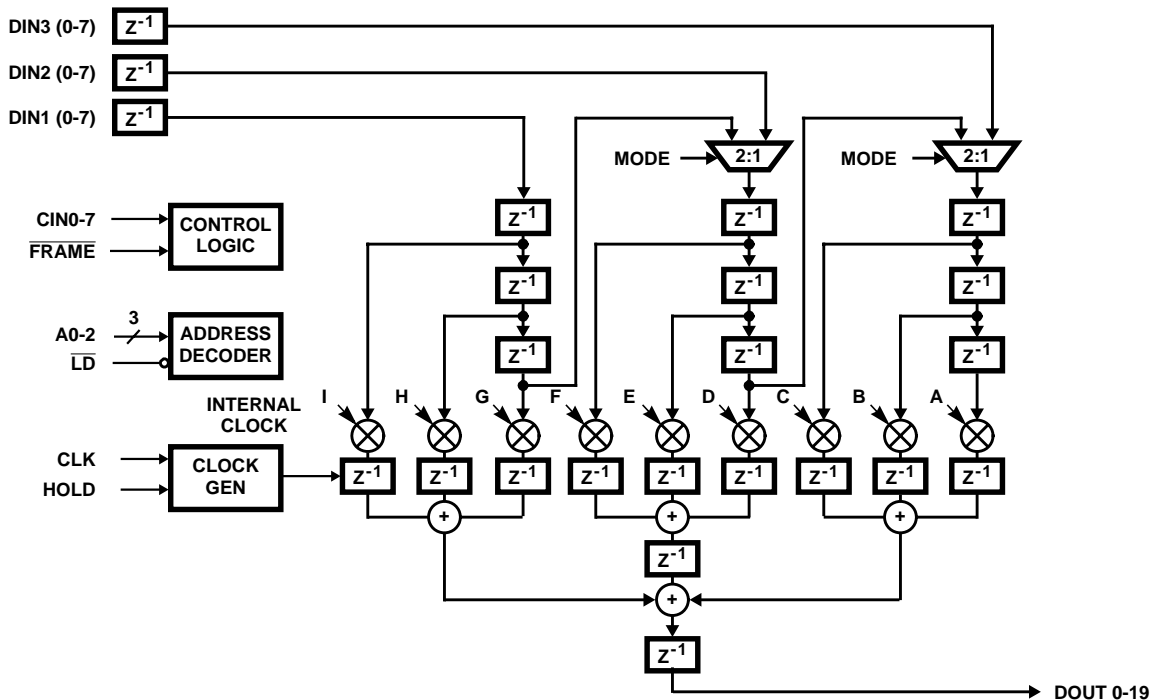 DIN3 (0-7) Z-1
DIN2 (0-7) Z-1
DIN1 (0-7) Z-1
MODE 2:1 MODE 2:1
Z-1 Z-1 Z-1
CIN0-7
FRAME
CONTROL
LOGIC
Z-1 Z-1 Z-1
A0-2 3
LD
ADDRESS
DECODER
Z-1 Z-1 Z-1
I H G F E D C B A
INTERNAL
CLOCK
CLK
HOLD
CLOCK
GEN
Z-1 Z-1 Z-1 Z-1 Z-1 Z-1 Z-1 Z-1 Z-1
+ + +
Z-1
+
Z-1
DOUT 0-19